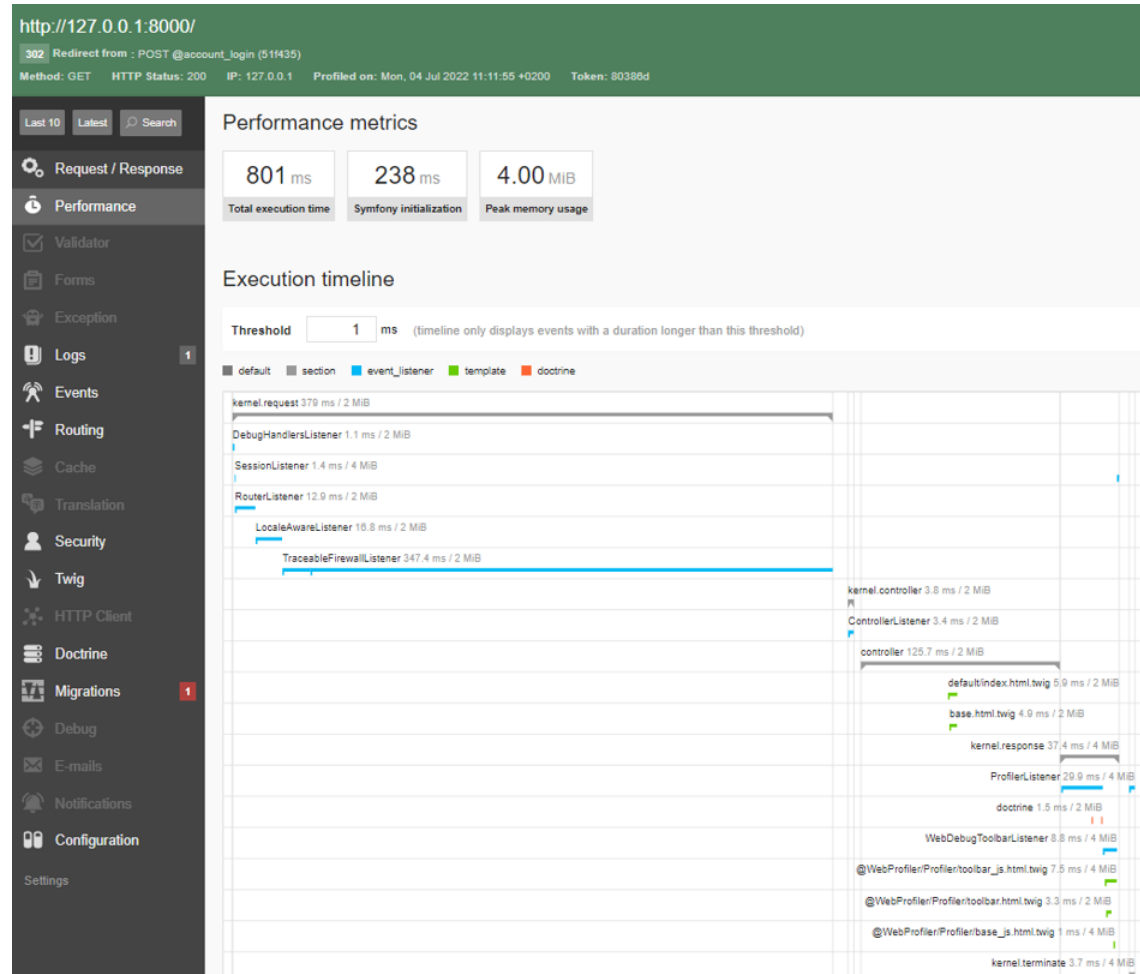 http://127.0.0.1:8000/
302 Redirect from : POST @account_login (51f435)
Method: GET HTTP Status: 200 IP: 127.0.0.1 Profiled on: Mon, 04 Jul 2022 11:11:55 +0200 Token: 80386d
Last 10 Latest Search
Request / Response
Performance
Validator
Forms
Exception
Logs 1
Events
Routing
Cache
Translation
Security
Twig
HTTP Client
Doctrine
Migrations 1
Debug
E-mails
Notifications
Configuration
Settings
Performance metrics
801 ms 238 ms 4.00 MiB
Total execution time Symfony initialization Peak memory usage
Execution timeline
Threshold 1 ms (timeline only displays events with a duration longer than this threshold)
default section event_listener template doctrine
kernel.request 379 ms / 2 MiB
DebugHandlersListener 1.1 ms / 2 MiB
SessionListener 1.4 ms / 4 MiB
RouterListener 12.9 ms / 2 MiB
LocaleAwareListener 16.8 ms / 2 MiB
TraceableFirewallListener 347.4 ms / 2 MiB
kernel.controller 3.8 ms / 2 MiB
ControllerListener 3.4 ms / 2 MiB
controller 125.7 ms / 2 MiB
default/index.html.twig 5.9 ms / 2 MiB
base.html.twig 4.9 ms / 2 MiB
kernel.response 37.4 ms / 4 MiB
ProfilerListener 29.9 ms / 4 MiB
doctrine 1.5 ms / 2 MiB
WebDebugToolbarListener 8.8 ms / 4 MiB
@WebProfiler/Profiler/toolbar_js.html.twig 7.5 ms / 4 MiB
@WebProfiler/Profiler/toolbar.html.twig 3.3 ms / 2 MiB
@WebProfiler/Profiler/base_js.html.twig 1 ms / 4 MiB
kernel.terminate 3.7 ms / 4 MiB